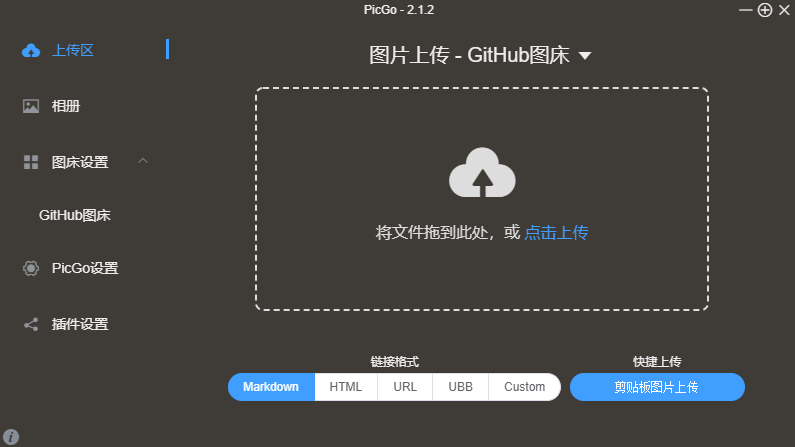 PicGo - 2.1.2
上传区
相册
图床设置
GitHub图床
PicGo设置
插件设置
图片上传 - GitHub图床
将文件拖到此处，或 点击上传
链接格式
Markdown HTML URL UBB Custom
快捷上传
剪贴板图片上传
i